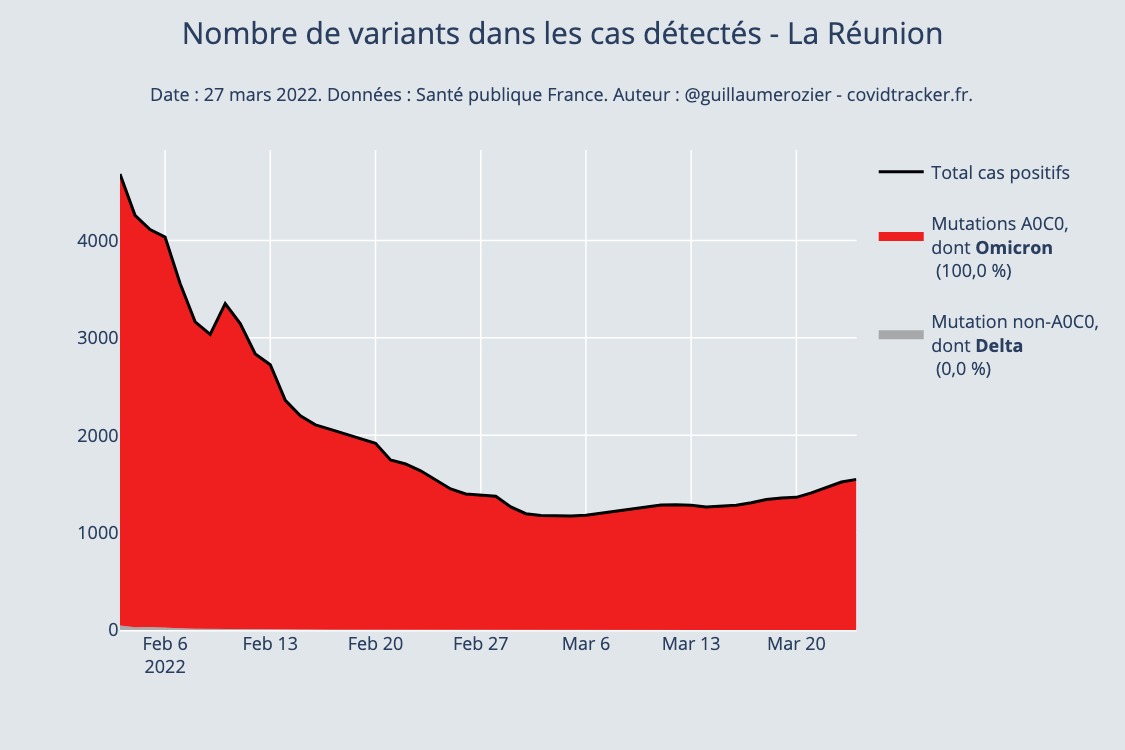 Nombre de variants dans les cas détectés - La Réunion
Date : 27 mars 2022. Données : Santé publique France. Auteur : @guillaumerozier - covidtracker.fr.
Total cas positifs
Mutations A0C0,
dont Omicron
(100,0 %)
Mutation non-A0C0,
dont Delta
(0,0 %)
4000
3000
2000
1000
0
Feb 6 Feb 13 Feb 20 Feb 27 Mar 6 Mar 13 Mar 20
2022